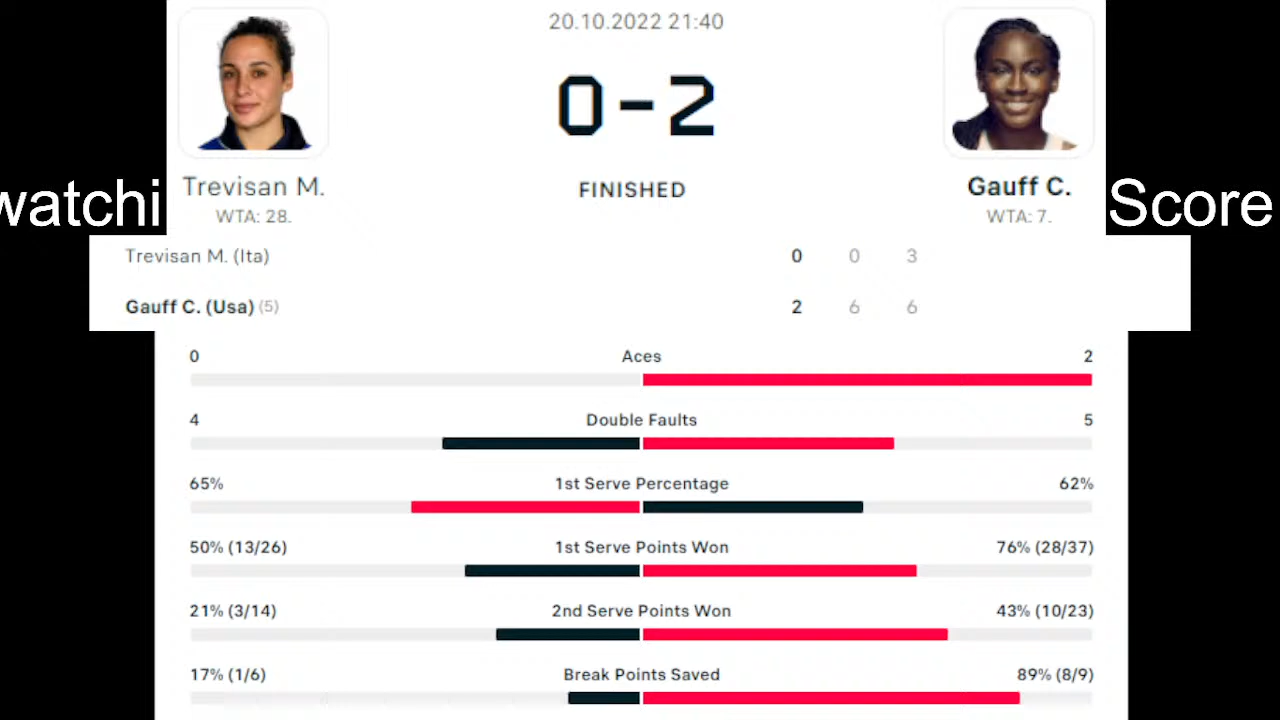 20.10.2022 21:40
0-2
Trevisan M.
FINISHED
Gauff C.
WTA: 28.
WTA: 7.
watchi
Score
Trevisan M. (Ita) 0 0 3
Gauff C. (Usa) (5) 2 6 6
0 Aces 2
4 Double Faults 5
65% 1st Serve Percentage 62%
50% (13/26) 1st Serve Points Won 76% (28/37)
21% (3/14) 2nd Serve Points Won 43% (10/23)
17% (1/6) Break Points Saved 89% (8/9)